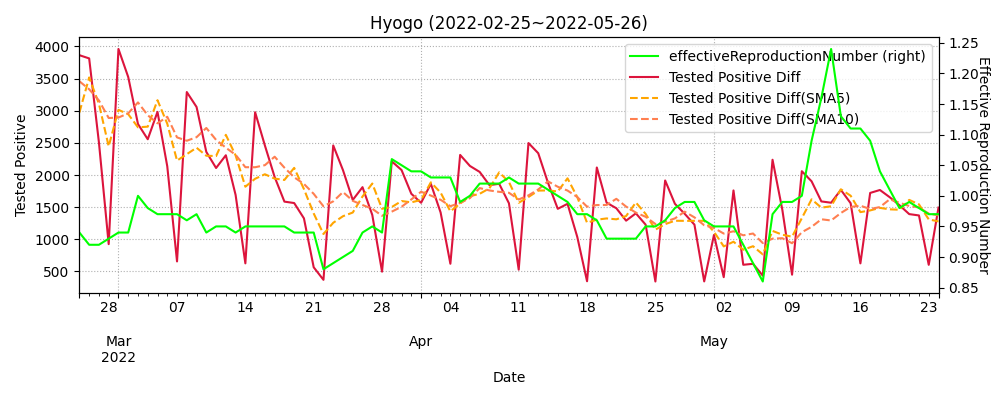 Hyogo (2022-02-25~2022-05-26)
effectiveReproductionNumber (right)
Tested Positive Diff
Tested Positive Diff(SMA5)
Tested Positive Diff(SMA10)
Tested Positive
4000
3500
3000
2500
2000
1500
1000
500
Effective Reproduction Number
1.25
1.20
1.15
1.10
1.05
1.00
0.95
0.90
0.85
28 07 14 21 28 04 11 18 25 02 09 16 23
Mar Apr May
2022
Date